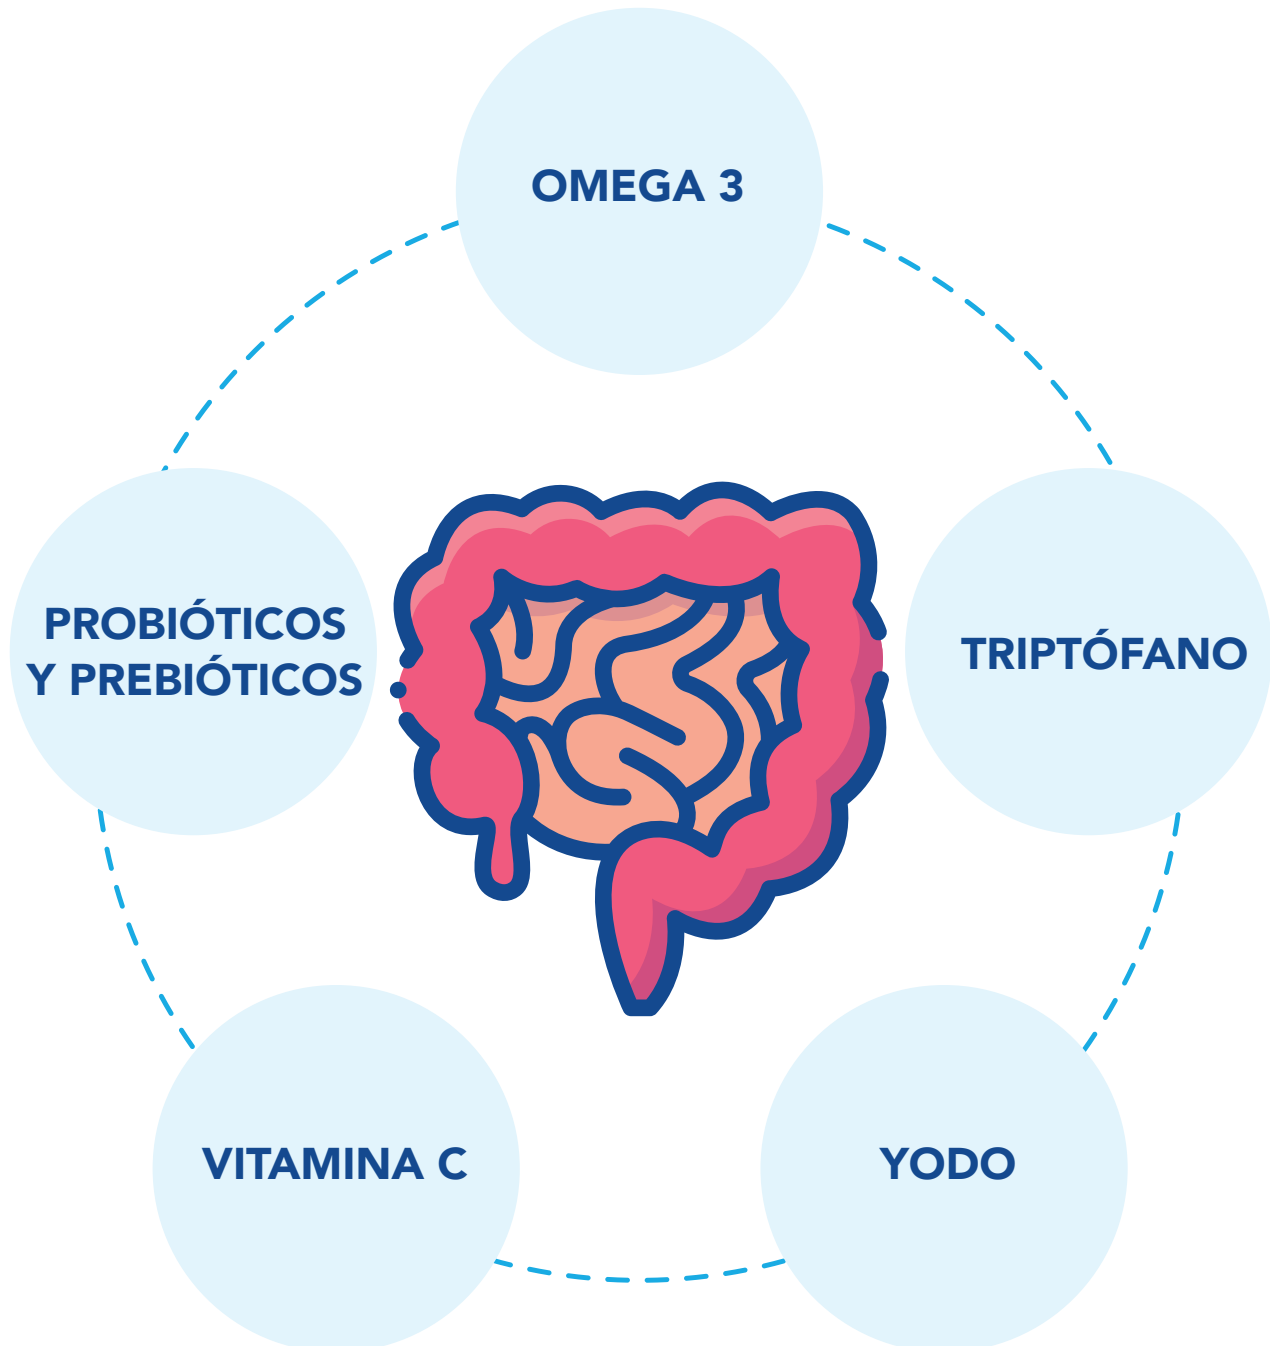 OMEGA 3
PROBIÓTICOS
Y PREBIÓTICOS
TRIPTÓFANO
VITAMINA C
YODO